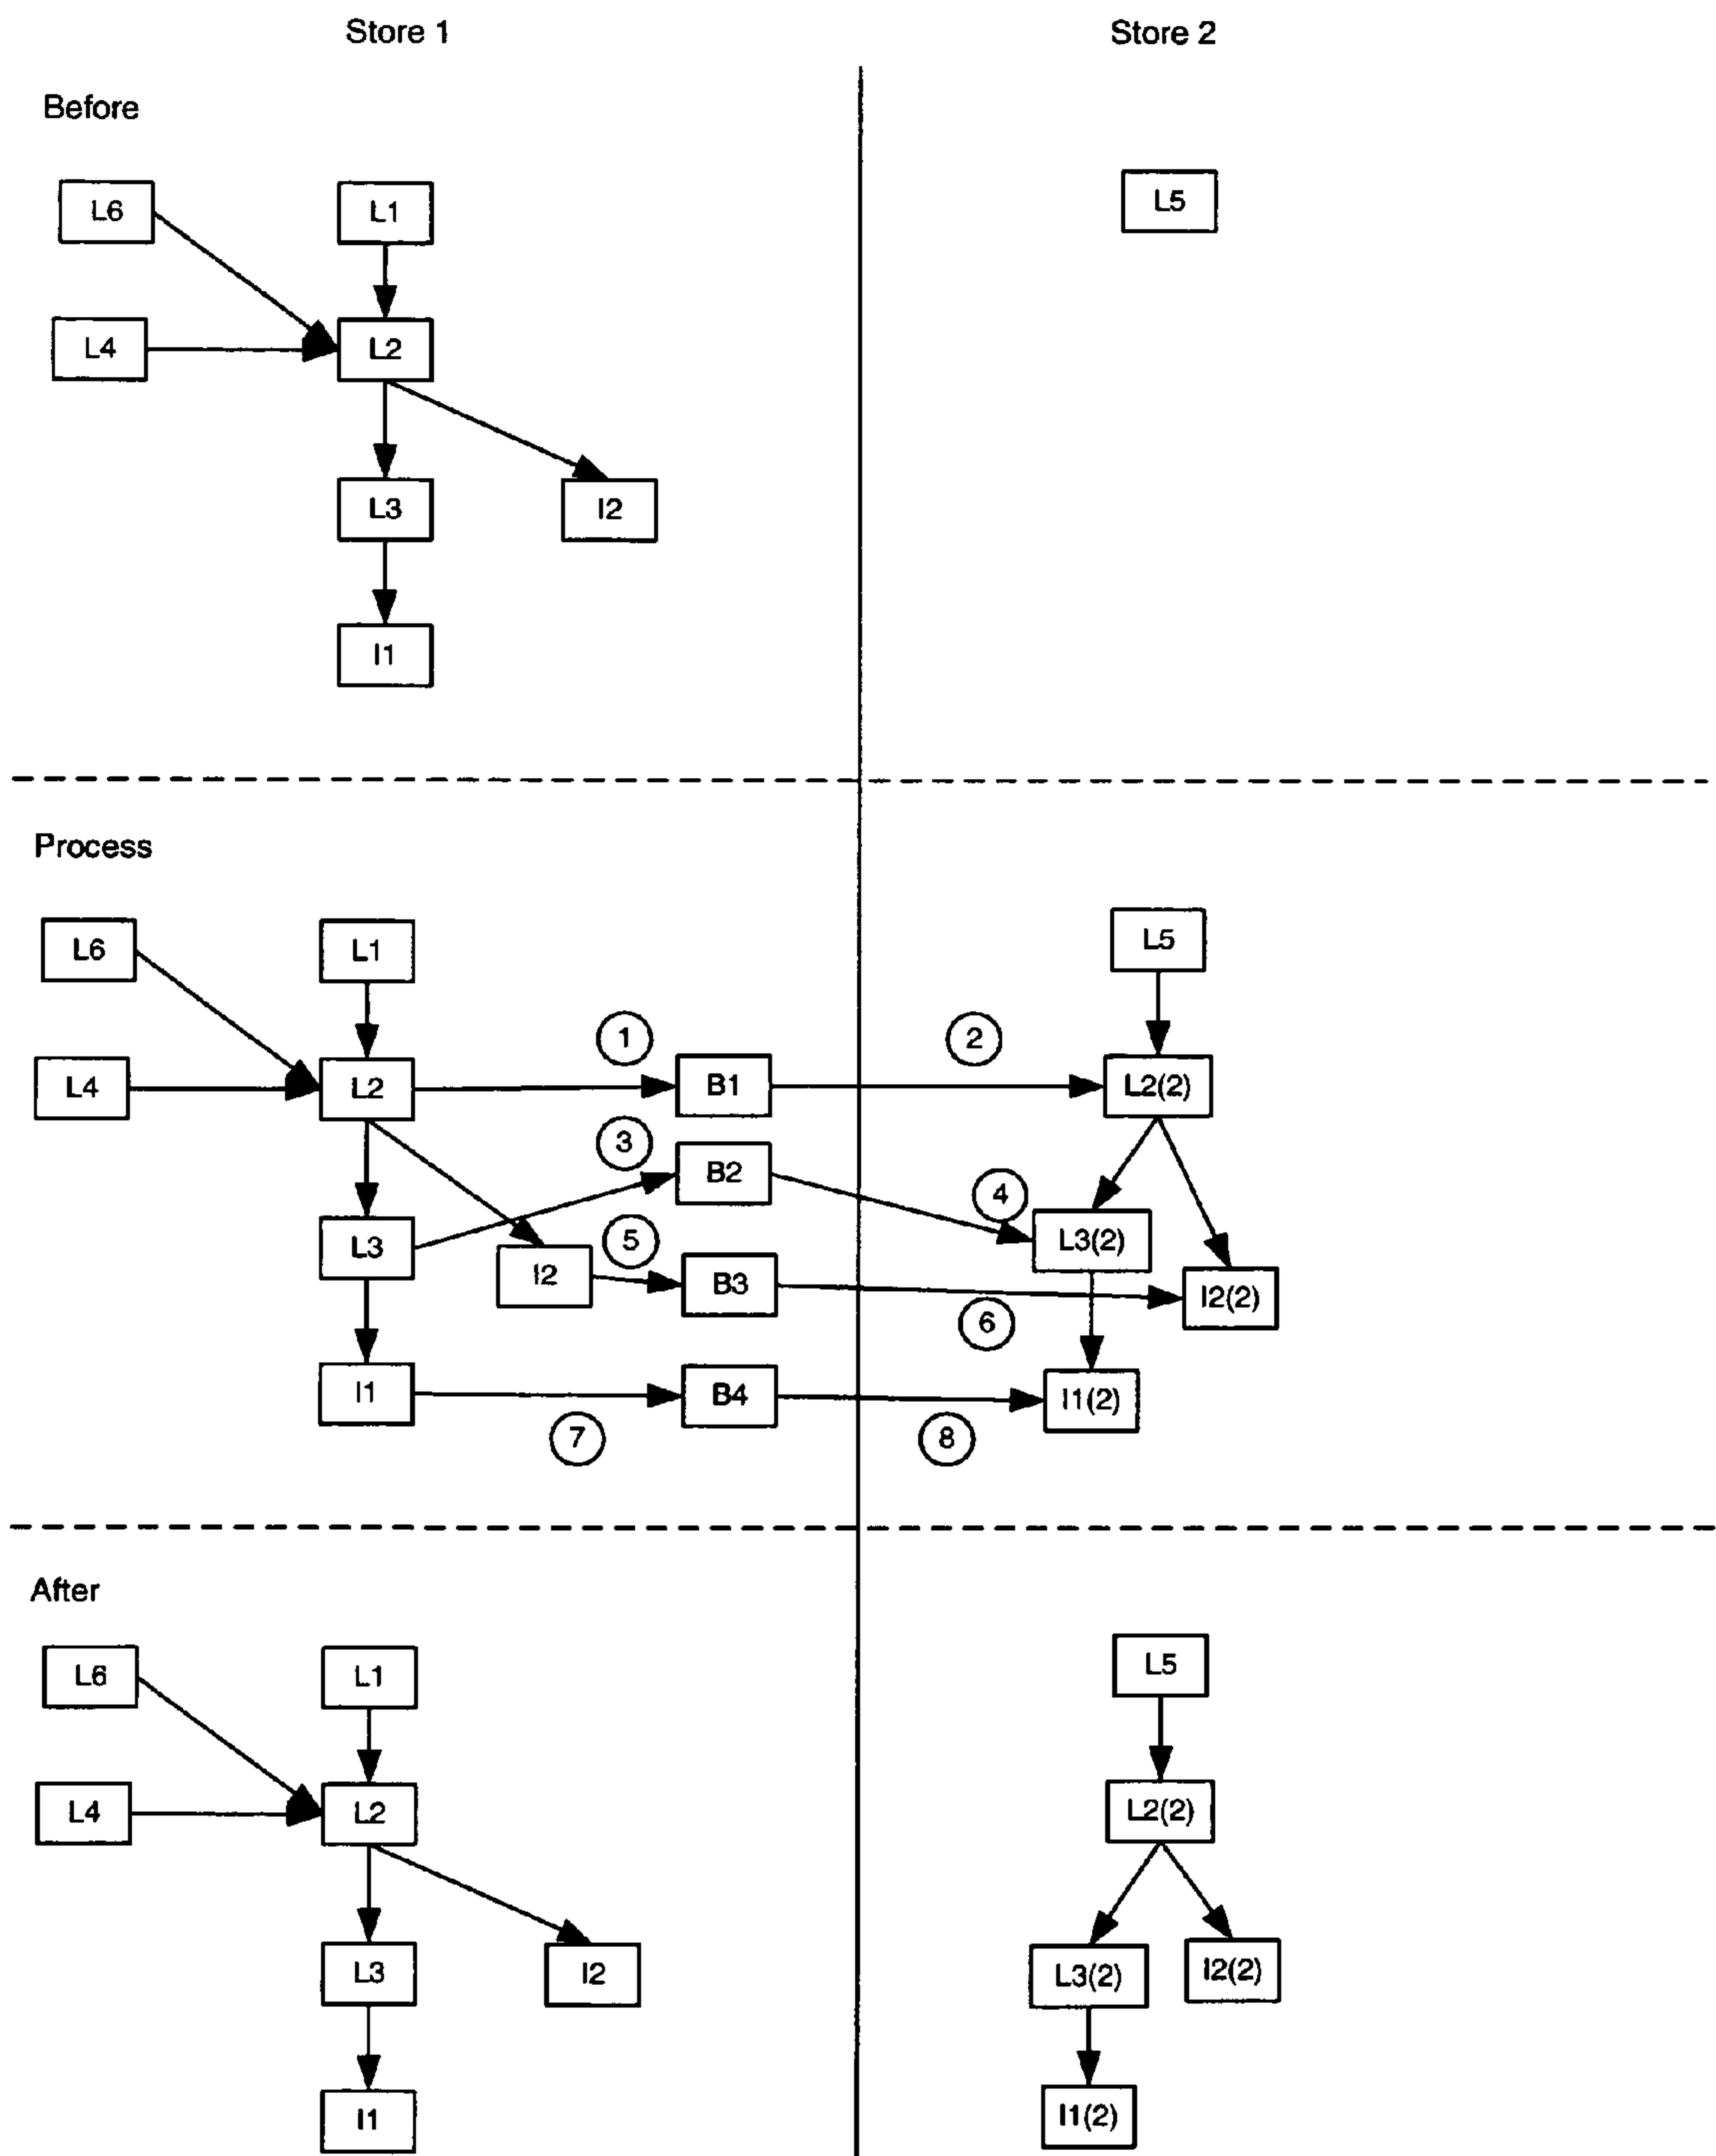 Store 1
Store 2
Before
L6
L1
L5
L4
L2
L3
I2
I1
Process
L6
L1
L5
1
2
L4
L2
B1
L2(2)
3
B2
4
L3
5
L3(2)
I2
B3
I2(2)
6
I1
B4
I1(2)
7
8
After
L6
L1
L5
L4
L2
L2(2)
L3
I2
L3(2)
I2(2)
I1
I1(2)